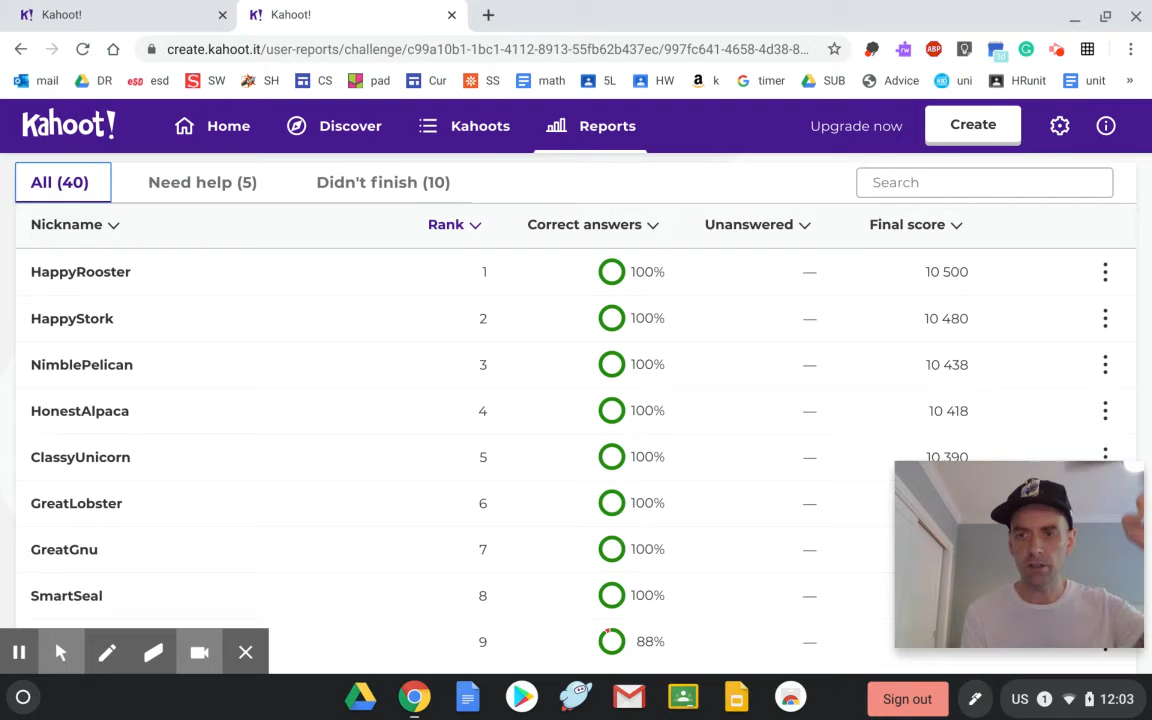 Kahoot!
Kahoot!
create.kahoot.it/user-reports/challenge/c99a10b1-1bc1-4112-8913-55fb62b437ec/997fc641-4658-4d38-8...
mail DR esd esd SW SH CS pad Cur SS math 5L HW k timer SUB Advice uni HRunit unit »
Kahoot! Home Discover Kahoots Reports Upgrade now Create
All (40) Need help (5) Didn't finish (10) Search
Nickname Rank Correct answers Unanswered Final score
HappyRooster 1 100% — 10 500
HappyStork 2 100% — 10 480
NimblePelican 3 100% — 10 438
HonestAlpaca 4 100% — 10 418
ClassyUnicorn 5 100% — 10 390
GreatLobster 6 100% —
GreatGnu 7 100% —
SmartSeal 8 100% —
9 88% —
Sign out US 1 12:03